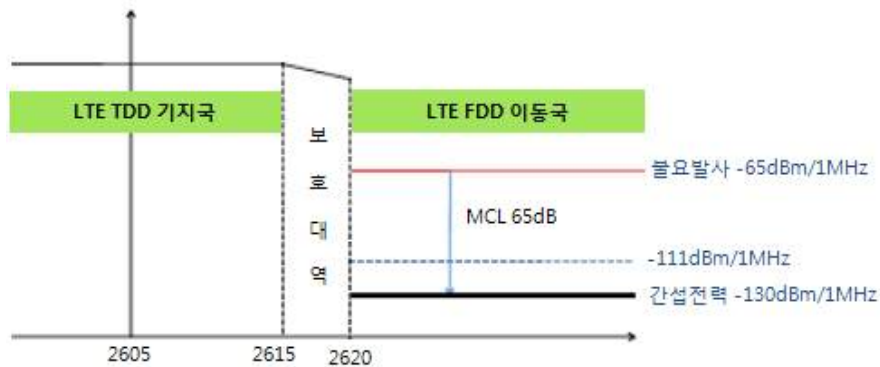 LTE TDD 기지국
LTE FDD 이동국
보
호
대
역
불요발사 -65dBm/1MHz
MCL 65dB
-111dBm/1MHz
간섭전력 -130dBm/1MHz
2605
2615
2620